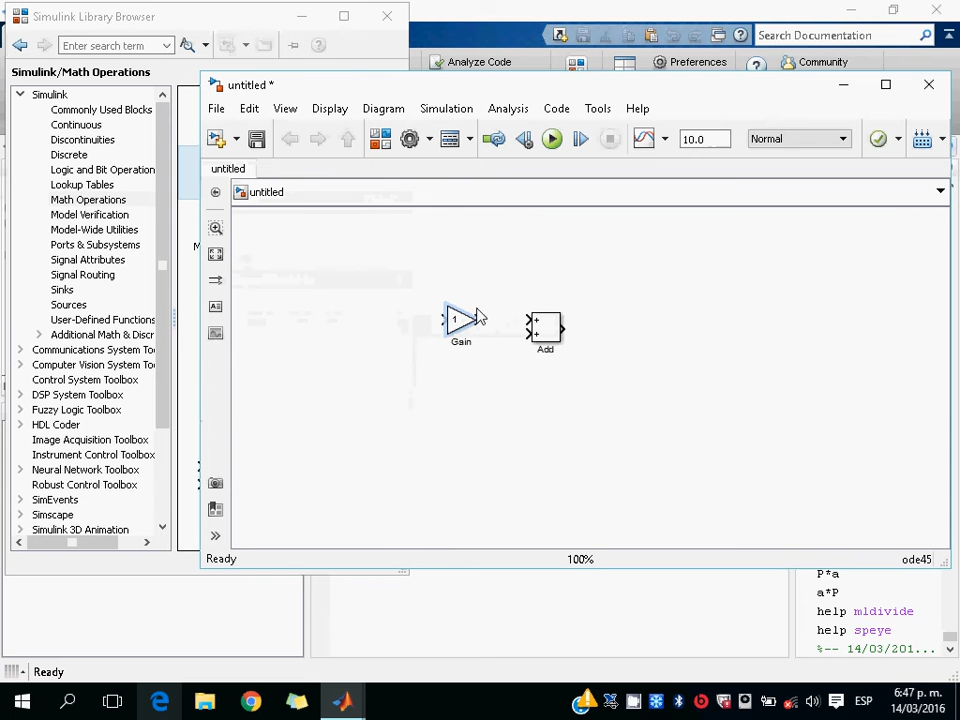 Simulink Library Browser
Enter search term
Search Documentation
Analyze Code
Preferences
Community
Simulink/Math Operations
Simulink
Commonly Used Blocks
Continuous
Discontinuities
Discrete
Logic and Bit Operation
Lookup Tables
Math Operations
Model Verification
Model-Wide Utilities
Ports & Subsystems
Signal Attributes
Signal Routing
Sinks
Sources
User-Defined Functions
Additional Math & Discr
Communications System To
Computer Vision System To
Control System Toolbox
DSP System Toolbox
Fuzzy Logic Toolbox
HDL Coder
Image Acquisition Toolbox
Instrument Control Toolbox
Neural Network Toolbox
Robust Control Toolbox
SimEvents
Simscape
Simulink 3D Animation
untitled *
File Edit View Display Diagram Simulation Analysis Code Tools Help
10.0
Normal
untitled
untitled
1
Gain
+
+
Add
Ready
100%
ode45
P*a
a*P
help mldivide
help speye
%-- 14/03/201...
Ready
ESP
6:47 p. m.
14/03/2016